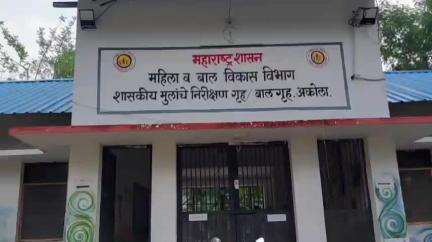 महाराष्ट्र शासन
महिला व बाल विकास विभाग
शासकीय मुलांचे निरीक्षण गृह/ बाल गृह, अकोला.